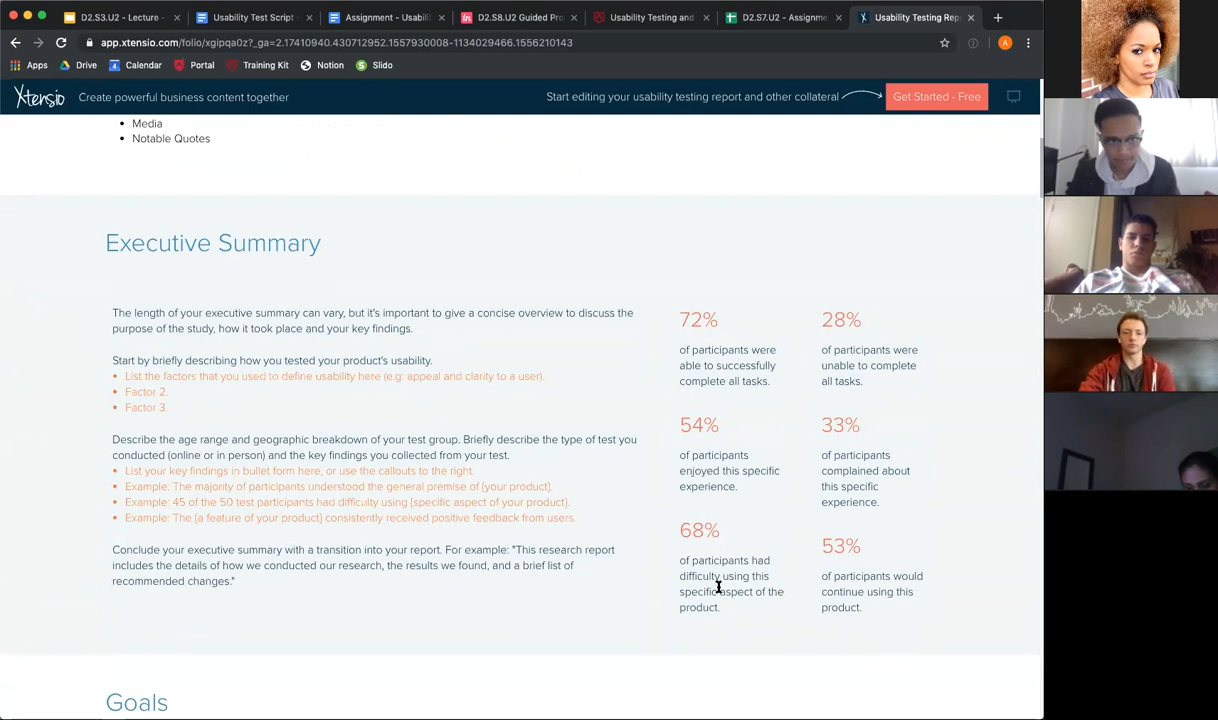 D2.S3.U2 - Lecture -
Usability Test Script -
Assignment - Usabili
D2.S8.U2 Guided Pro
Usability Testing and
D2.S7.U2 - Assignme
Usability Testing Rep
app.xtensio.com/folio/xgipqa0z?_ga=2.17410940.430712952.1557930008-1134029466.1556210143
A
Apps
Drive
Calendar
Portal
Training Kit
Notion
Slido
Xtensio
Create powerful business content together
Start editing your usability testing report and other collateral
Get Started - Free
• Media
• Notable Quotes
Executive Summary
The length of your executive summary can vary, but it's important to give a concise overview to discuss the
purpose of the study, how it took place and your key findings.
Start by briefly describing how you tested your product's usability.
• List the factors that you used to define usability here (e.g: appeal and clarity to a user).
• Factor 2.
• Factor 3.
Describe the age range and geographic breakdown of your test group. Briefly describe the type of test you
conducted (online or in person) and the key findings you collected from your test.
• List your key findings in bullet form here, or use the callouts to the right.
• Example: The majority of participants understood the general premise of {your product}.
• Example: 45 of the 50 test participants had difficulty using {specific aspect of your product}.
• Example: The {a feature of your product} consistently received positive feedback from users.
Conclude your executive summary with a transition into your report. For example: "This research report
includes the details of how we conducted our research, the results we found, and a brief list of
recommended changes."
72%
of participants were
able to successfully
complete all tasks.
28%
of participants were
unable to complete
all tasks.
54%
of participants
enjoyed this specific
experience.
33%
of participants
complained about
this specific
experience.
68%
of participants had
difficulty using this
specific aspect of the
product.
53%
of participants would
continue using this
product.
Goals